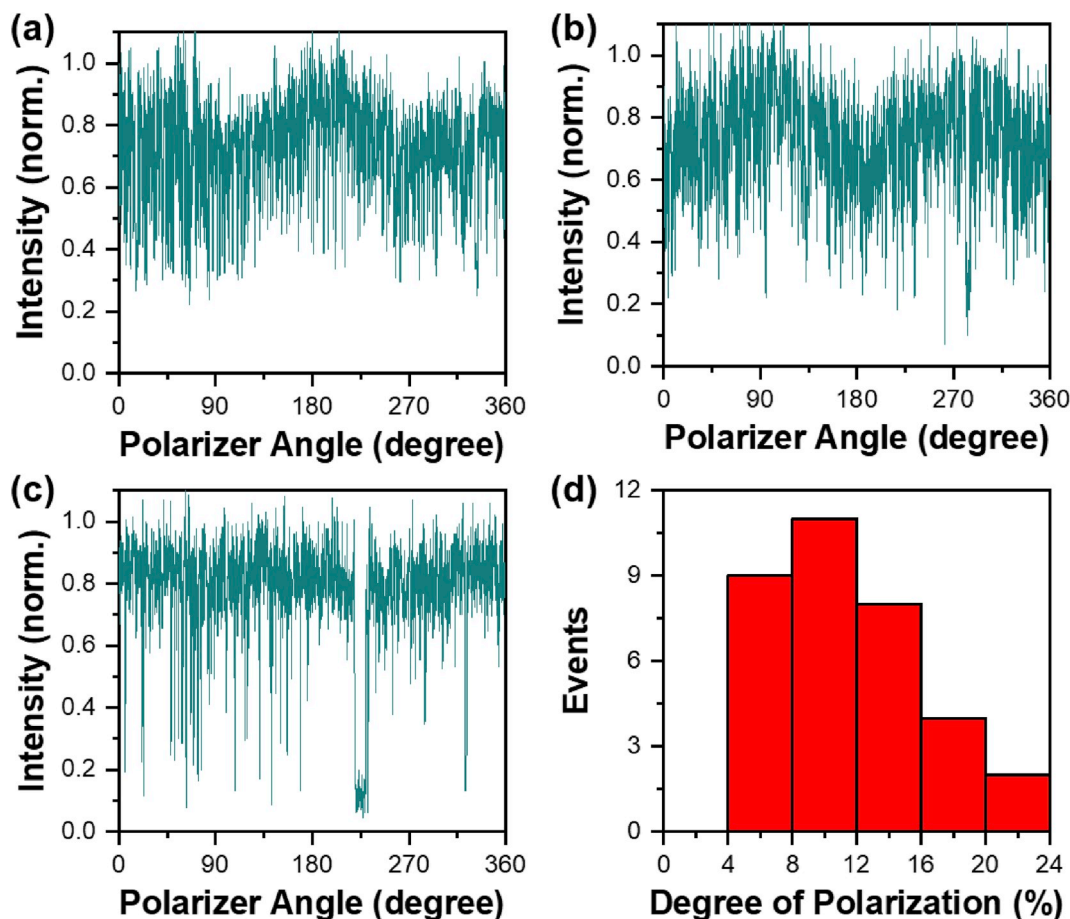 (a)
Intensity (norm.)
1.0
0.8
0.6
0.4
0.2
0.0
0 90 180 270 360
Polarizer Angle (degree)
(b)
Intensity (norm.)
1.0
0.8
0.6
0.4
0.2
0.0
0 90 180 270 360
Polarizer Angle (degree)
(c)
Intensity (norm.)
1.0
0.8
0.6
0.4
0.2
0.0
0 90 180 270 360
Polarizer Angle (degree)
(d)
Events
12
9
6
3
0
0 4 8 12 16 20 24
Degree of Polarization (%)